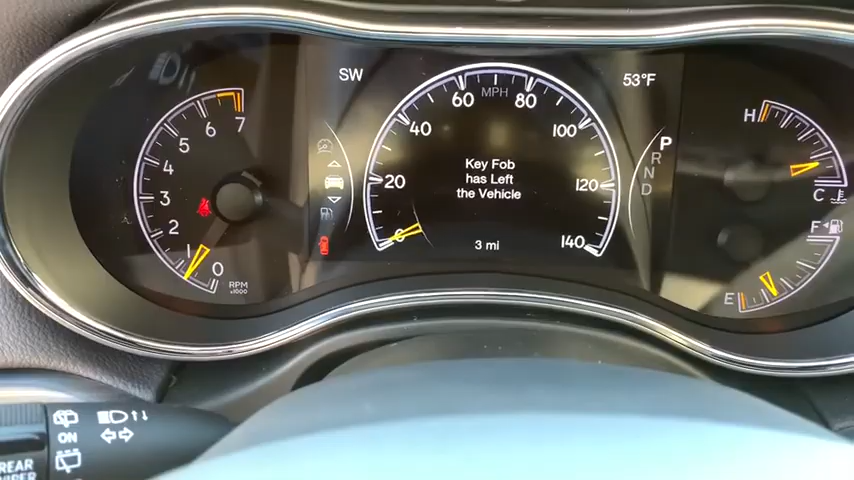 SW
53°F
7
6
5
4
3
2
1
0
RPM
x1000
MPH
0
20
40
60
80
100
120
140
Key Fob
has Left
the Vehicle
3 mi
P
R
N
D
H
C
F
E
ON
REAR
WIPER